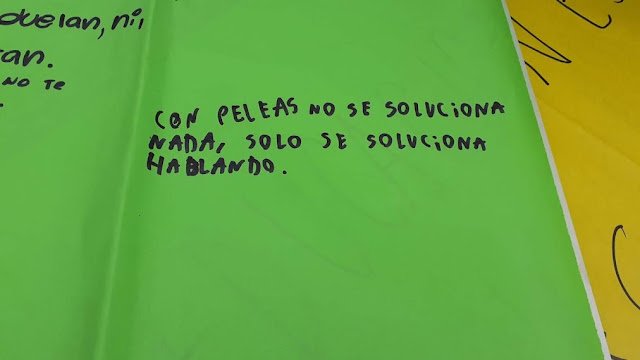 duelan, ni
an.
NO TE
CON PELEAS NO SE SOLUCIONA
NADA, SOLO SE SOLUCIONA
HABLANDO.